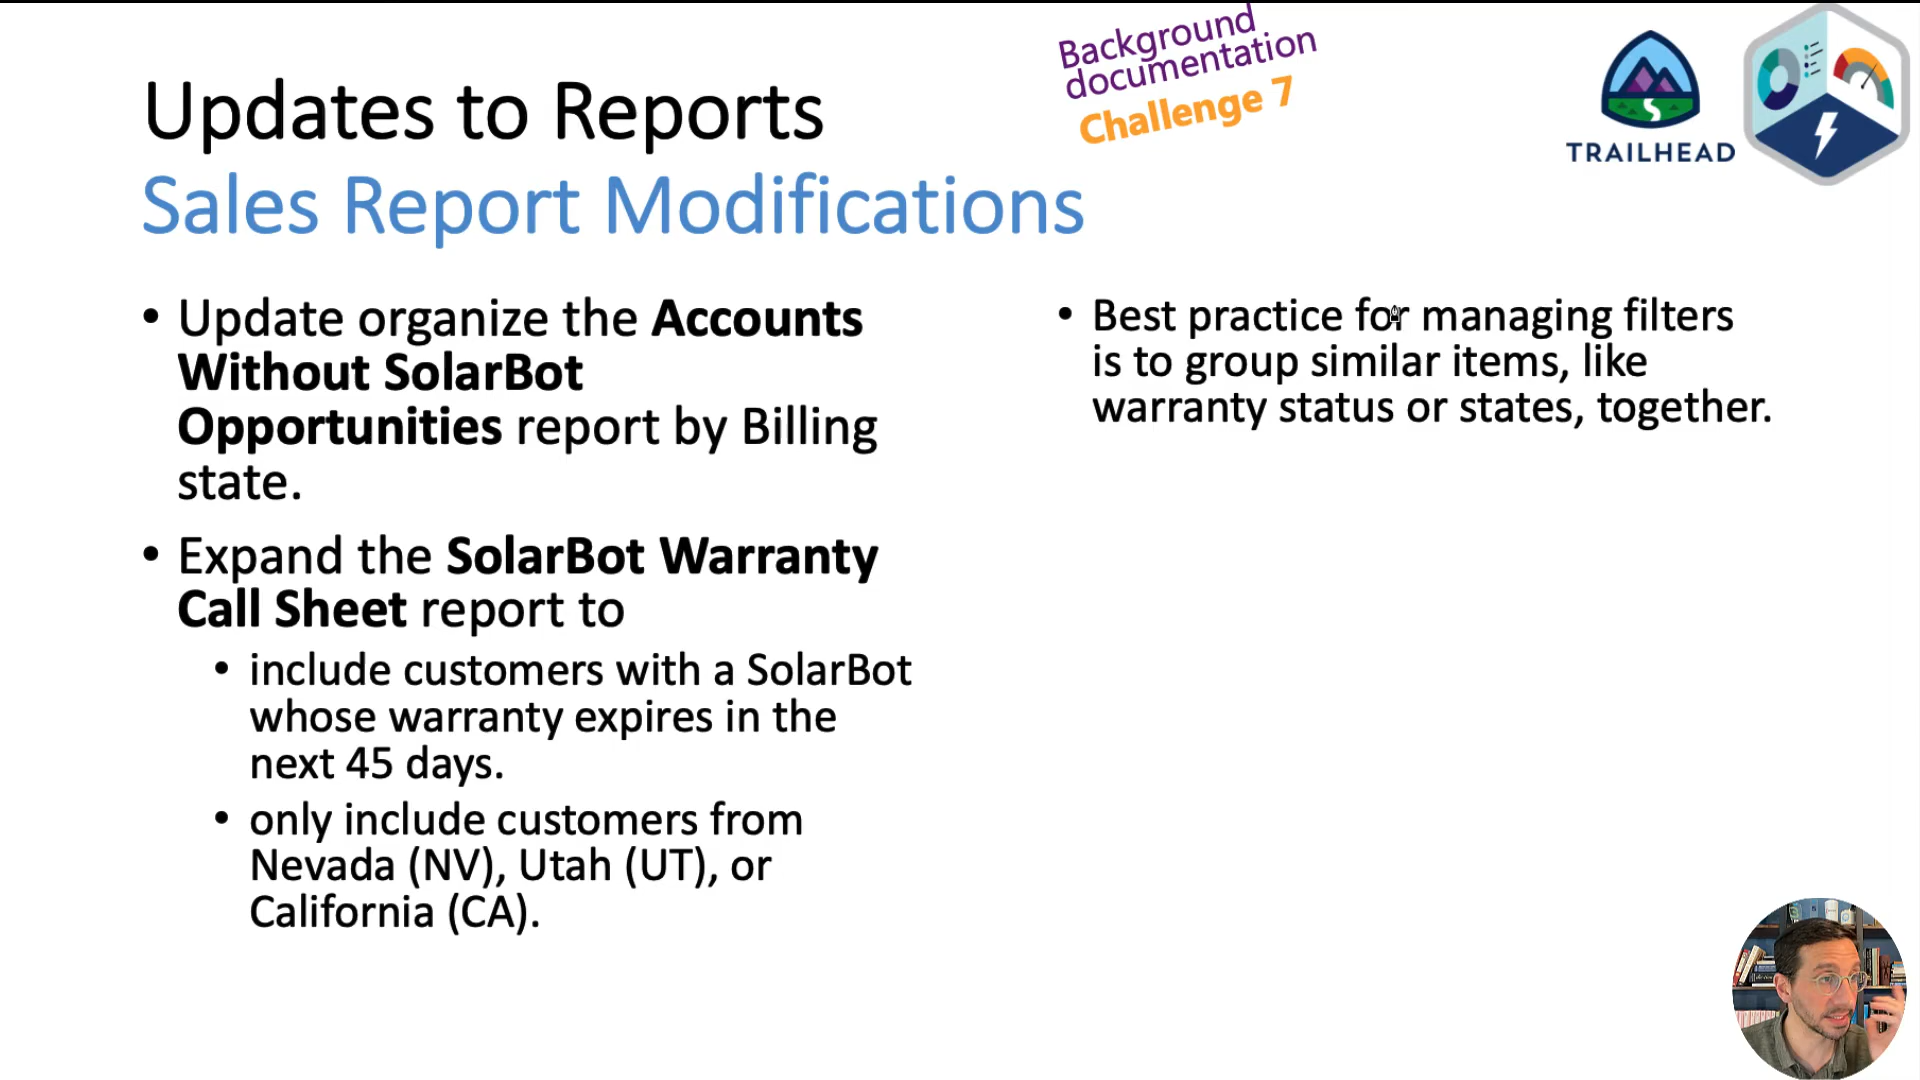 Background
documentation
Challenge 7
TRAILHEAD
Updates to Reports
Sales Report Modifications
• Update organize the Accounts
Without SolarBot
Opportunities report by Billing
state.
• Expand the SolarBot Warranty
Call Sheet report to
• include customers with a SolarBot
whose warranty expires in the
next 45 days.
• only include customers from
Nevada (NV), Utah (UT), or
California (CA).
• Best practice for managing filters
is to group similar items, like
warranty status or states, together.